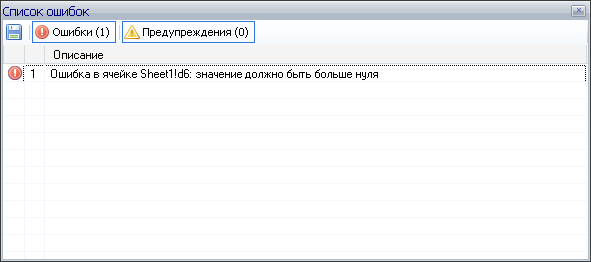 Список ошибок
Ошибки (1) Предупреждения (0)
Описание
1 Ошибка в ячейке Sheet1!d6: значение должно быть больше нуля